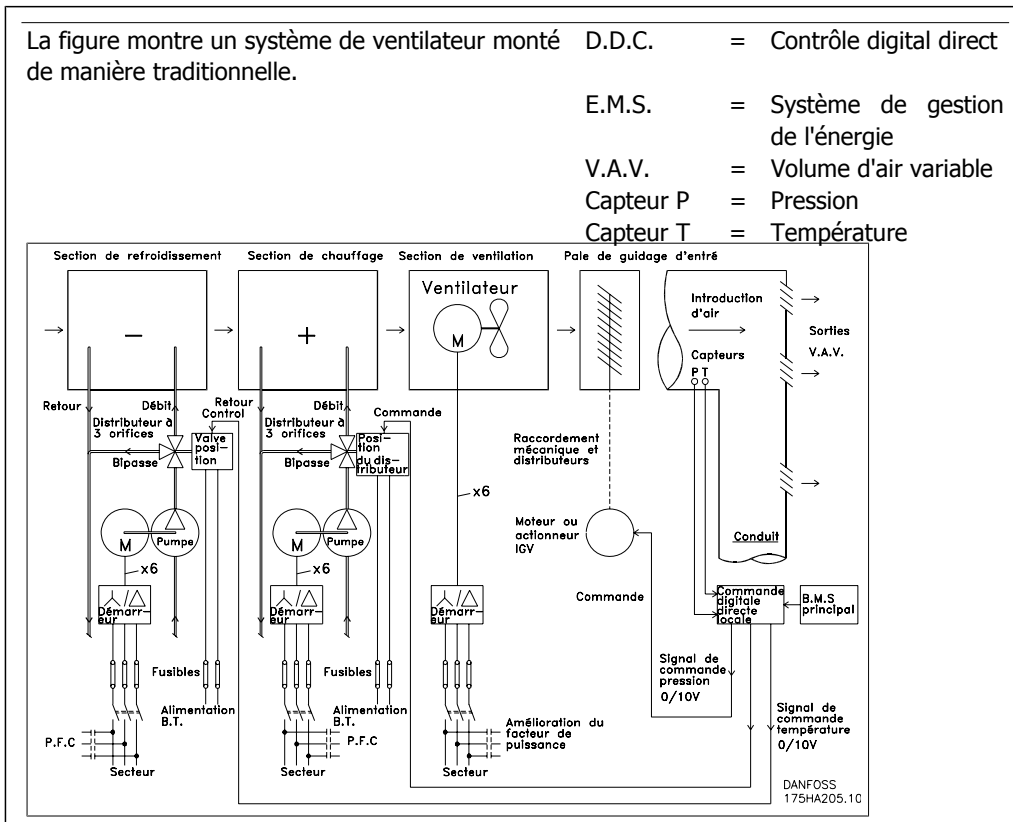 La figure montre un système de ventilateur monté
de manière traditionnelle.
D.D.C. = Contrôle digital direct
E.M.S. = Système de gestion
de l'énergie
V.A.V. = Volume d'air variable
Capteur P = Pression
Capteur T = Température
Section de refroidissement
Section de chauffage
Section de ventilation
Pale de guidage d'entré
−
+
Ventilateur
M
Introduction
d'air
Capteurs
P T
Sorties
V.A.V.
Retour
Débit
Distributeur à
3 orifices
Bipasse
Control
Valve
posi-
tion
Retour
Débit
Distributeur à
3 orifices
Bipasse
Commande
Posi-
tion
du dis-
tributeur
Raccordement
mécanique et
distributeurs
x6
Moteur ou
actionneur
IGV
Conduit
M
Pumpe
x6
M
Pumpe
x6
Commande
Commande
digitale
directe
locale
B.M.S
principal
Démarr-
eur
Démarr-
eur
Démarr-
eur
Fusibles
Fusibles
Alimentation
B.T.
Alimentation
B.T.
Signal de
commande
pression
0/10V
Signal de
commande
température
0/10V
P.F.C
P.F.C
Amélioration du
facteur de
puissance
Secteur
Secteur
Secteur
DANFOSS
175HA205.10